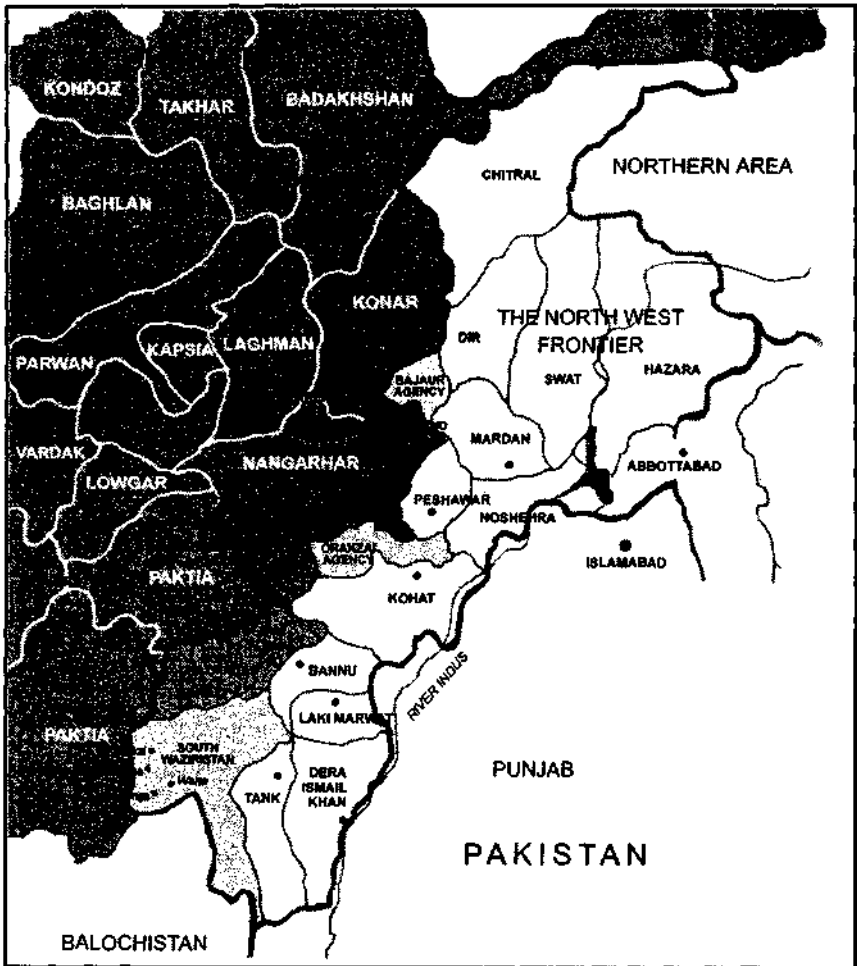 KONDOZ
TAKHAR
BADAKHSHAN
CHITRAL
NORTHERN AREA
BAGHLAN
KONAR
THE NORTH WEST
FRONTIER
DIR
SWAT
HAZARA
PARWAN
KAPSIA
LAGHMAN
BAJAUR
AGENCY
MARDAN
VARDAK
LOWGAR
NANGARHAR
ABBOTTABAD
PESHAWAR
NOSHEHRA
ISLAMABAD
ORAKZAI
AGENCY
PAKTIA
KOHAT
BANNU
RIVER INDUS
LAKI MARWAT
PAKTIA
SOUTH
WAZIRISTAN
Wana
TANK
DERA
ISMAIL
KHAN
PUNJAB
PAKISTAN
BALOCHISTAN